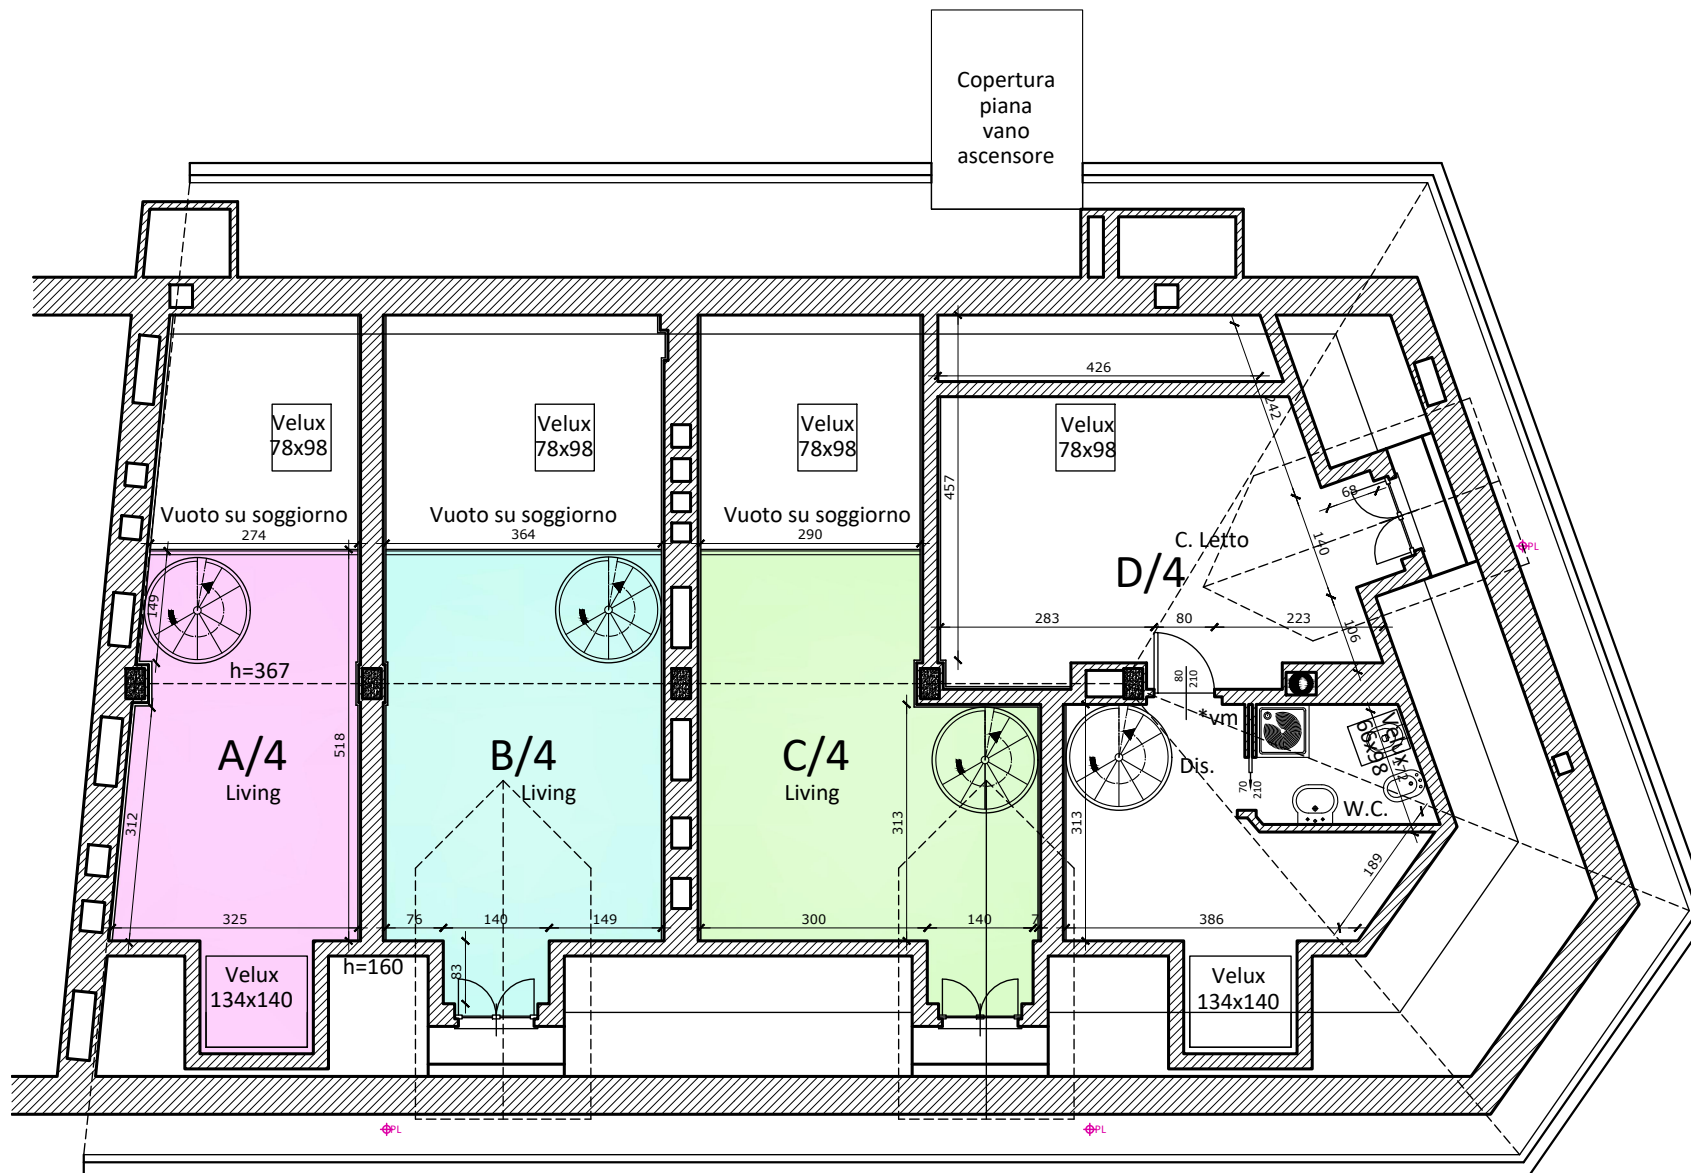 Copertura
piana
vano
ascensore
426
242
Velux
78x98
Velux
78x98
Velux
78x98
Velux
78x98
457
68
Vuoto su soggiorno
Vuoto su soggiorno
Vuoto su soggiorno
274
364
290
C. Letto
140
PL
D/4
149
283
80
223
106
h=367
80
210
*vm
Velux
66x98
A/4
Living
518
B/4
Living
C/4
Living
Dis.
70
210
72
W.C.
312
313
313
189
325
76
140
149
300
140
7
386
h=160
83
Velux
134x140
Velux
134x140
PL
PL